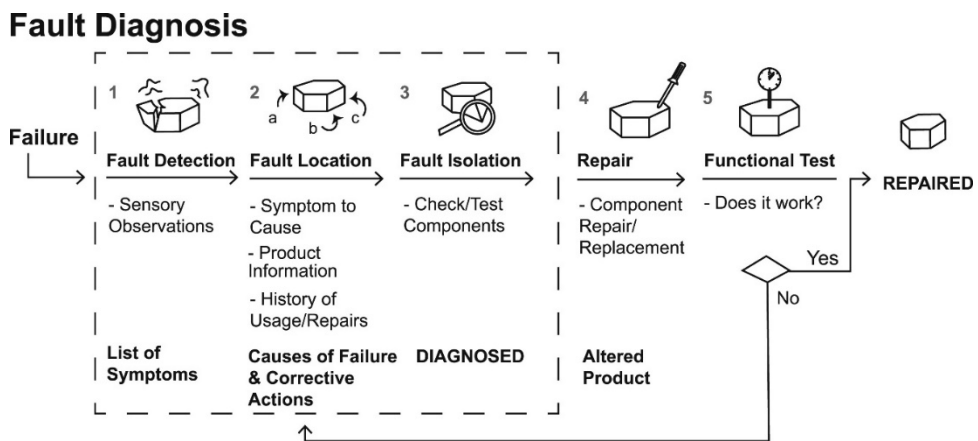 Fault Diagnosis
Failure
1
Fault Detection
- Sensory
Observations
List of
Symptoms
2
a
b
c
Fault Location
- Symptom to
Cause
- Product
Information
- History of
Usage/Repairs
Causes of Failure
& Corrective
Actions
3
Fault Isolation
- Check/Test
Components
DIAGNOSED
4
Repair
- Component
Repair/
Replacement
Altered
Product
5
Functional Test
- Does it work?
Yes
No
REPAIRED